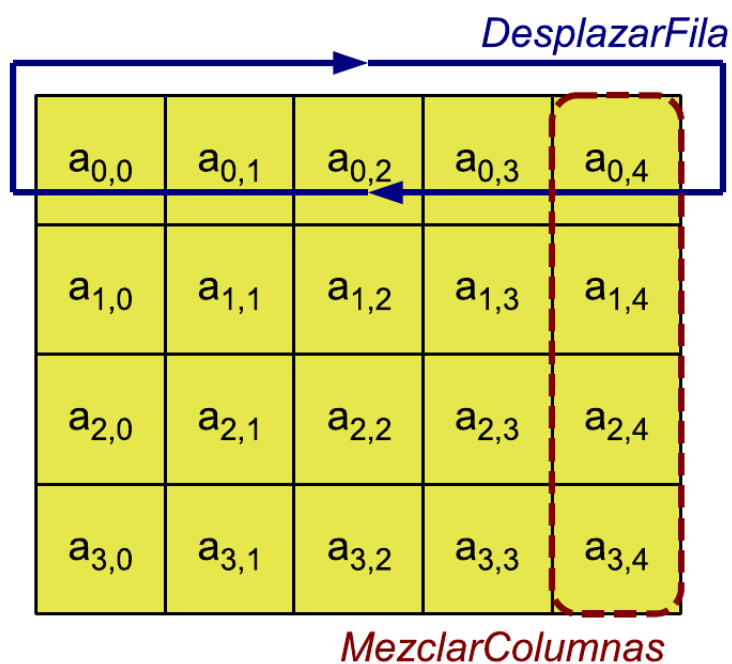 DesplazarFila
a0,0 a0,1 a0,2 a0,3 a0,4
a1,0 a1,1 a1,2 a1,3 a1,4
a2,0 a2,1 a2,2 a2,3 a2,4
a3,0 a3,1 a3,2 a3,3 a3,4
MezclarColumnas